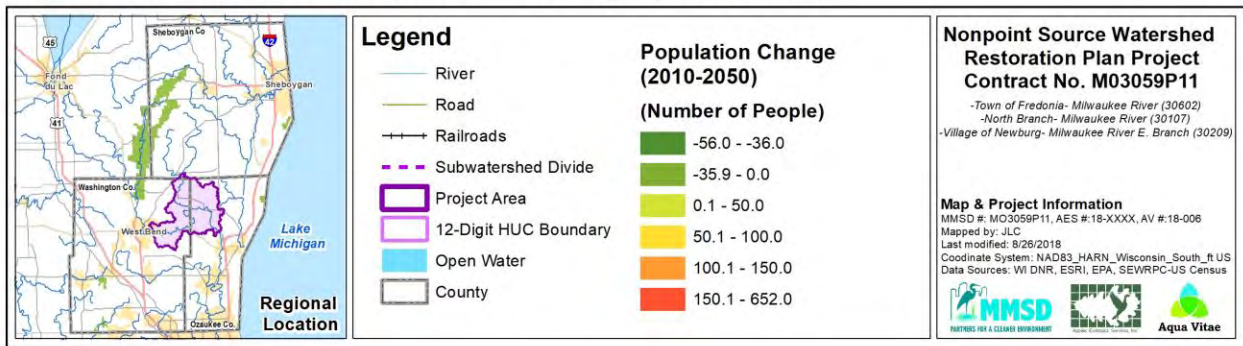 Sheboygan Co
45
42
Fond
du Lac
Sheboygan
41
Washington Co.
West Bend
Lake
Michigan
Ozaukee Co.
Regional
Location
Legend
River
Road
Railroads
Subwatershed Divide
Project Area
12-Digit HUC Boundary
Open Water
County
Population Change
(2010-2050)
(Number of People)
-56.0 - -36.0
-35.9 - 0.0
0.1 - 50.0
50.1 - 100.0
100.1 - 150.0
150.1 - 652.0
Nonpoint Source Watershed
Restoration Plan Project
Contract No. M03059P11
-Town of Fredonia- Milwaukee River (30602)
-North Branch- Milwaukee River (30107)
-Village of Newburg- Milwaukee River E. Branch (30209)
Map & Project Information
MMSD #: MO3059P11, AES #:18-XXXX, AV #:18-006
Mapped by: JLC
Last modified: 8/26/2018
Coodinate System: NAD83_HARN_Wisconsin_South_ft US
Data Sources: WI DNR, ESRI, EPA, SEWRPC-US Census
MMSD
PARTNERS FOR A CLEANER ENVIRONMENT
Applied Ecological Services, Inc.
Aqua Vitae